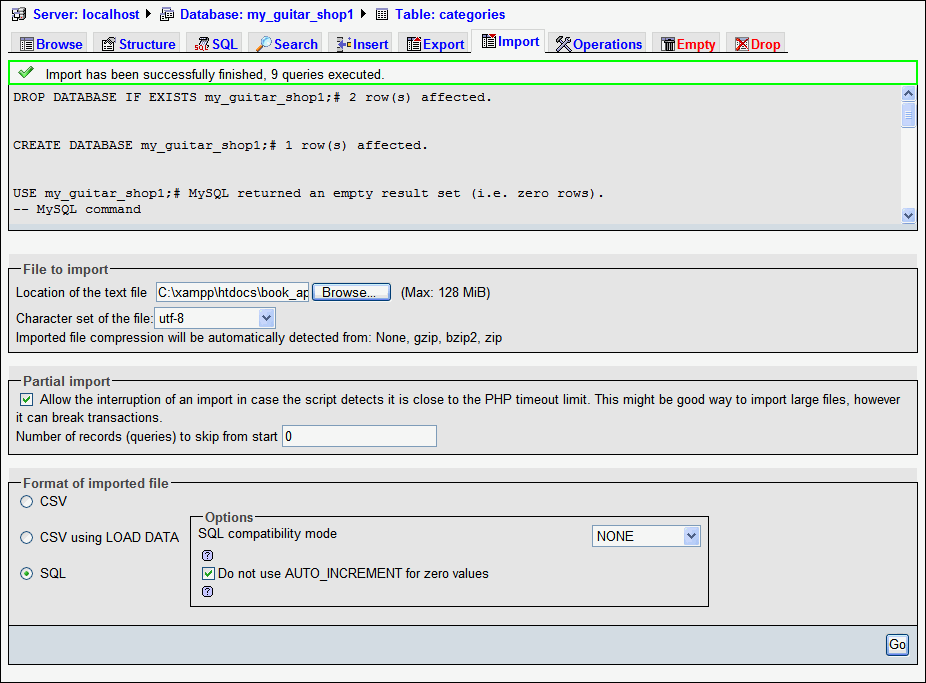 Server: localhost Database: my_guitar_shop1 Table: categories
Browse Structure SQL Search Insert Export Import Operations Empty Drop
Import has been successfully finished, 9 queries executed.
DROP DATABASE IF EXISTS my_guitar_shop1;# 2 row(s) affected.
CREATE DATABASE my_guitar_shop1;# 1 row(s) affected.
USE my_guitar_shop1;# MySQL returned an empty result set (i.e. zero rows).
-- MySQL command
File to import
Location of the text file C:\xampp\htdocs\book_ap Browse... (Max: 128 MiB)
Character set of the file: utf-8
Imported file compression will be automatically detected from: None, gzip, bzip2, zip
Partial import
Allow the interruption of an import in case the script detects it is close to the PHP timeout limit. This might be good way to import large files, however
it can break transactions.
Number of records (queries) to skip from start 0
Format of imported file
CSV
CSV using LOAD DATA
SQL
Options
SQL compatibility mode NONE
?
Do not use AUTO_INCREMENT for zero values
?
Go